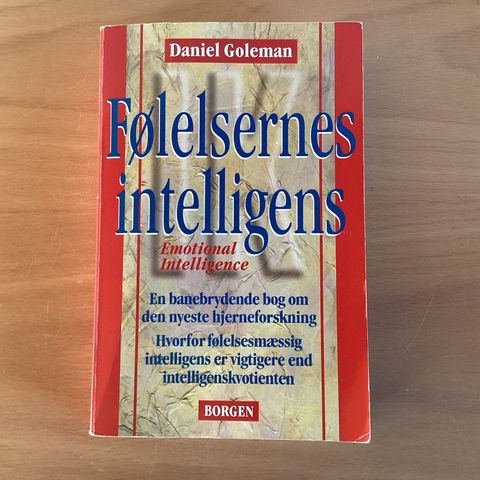 Daniel Goleman
Følelsernes
intelligens
Emotional
Intelligence
En banebrydende bog om
den nyeste hjerneforskning
Hvorfor følelsesmæssig
intelligens er vigtigere end
intelligenskvotienten
BORGEN